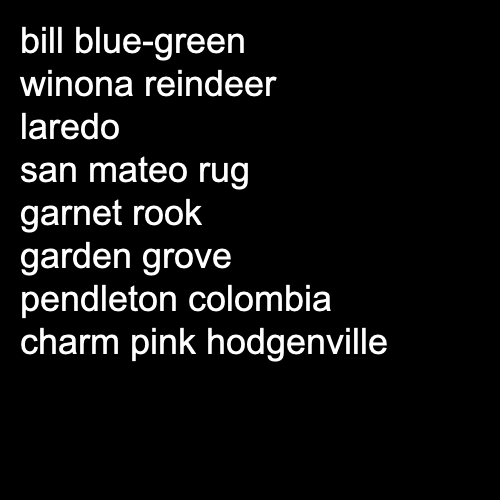 bill blue-green
winona reindeer
laredo
san mateo rug
garnet rook
garden grove
pendleton colombia
charm pink hodgenville